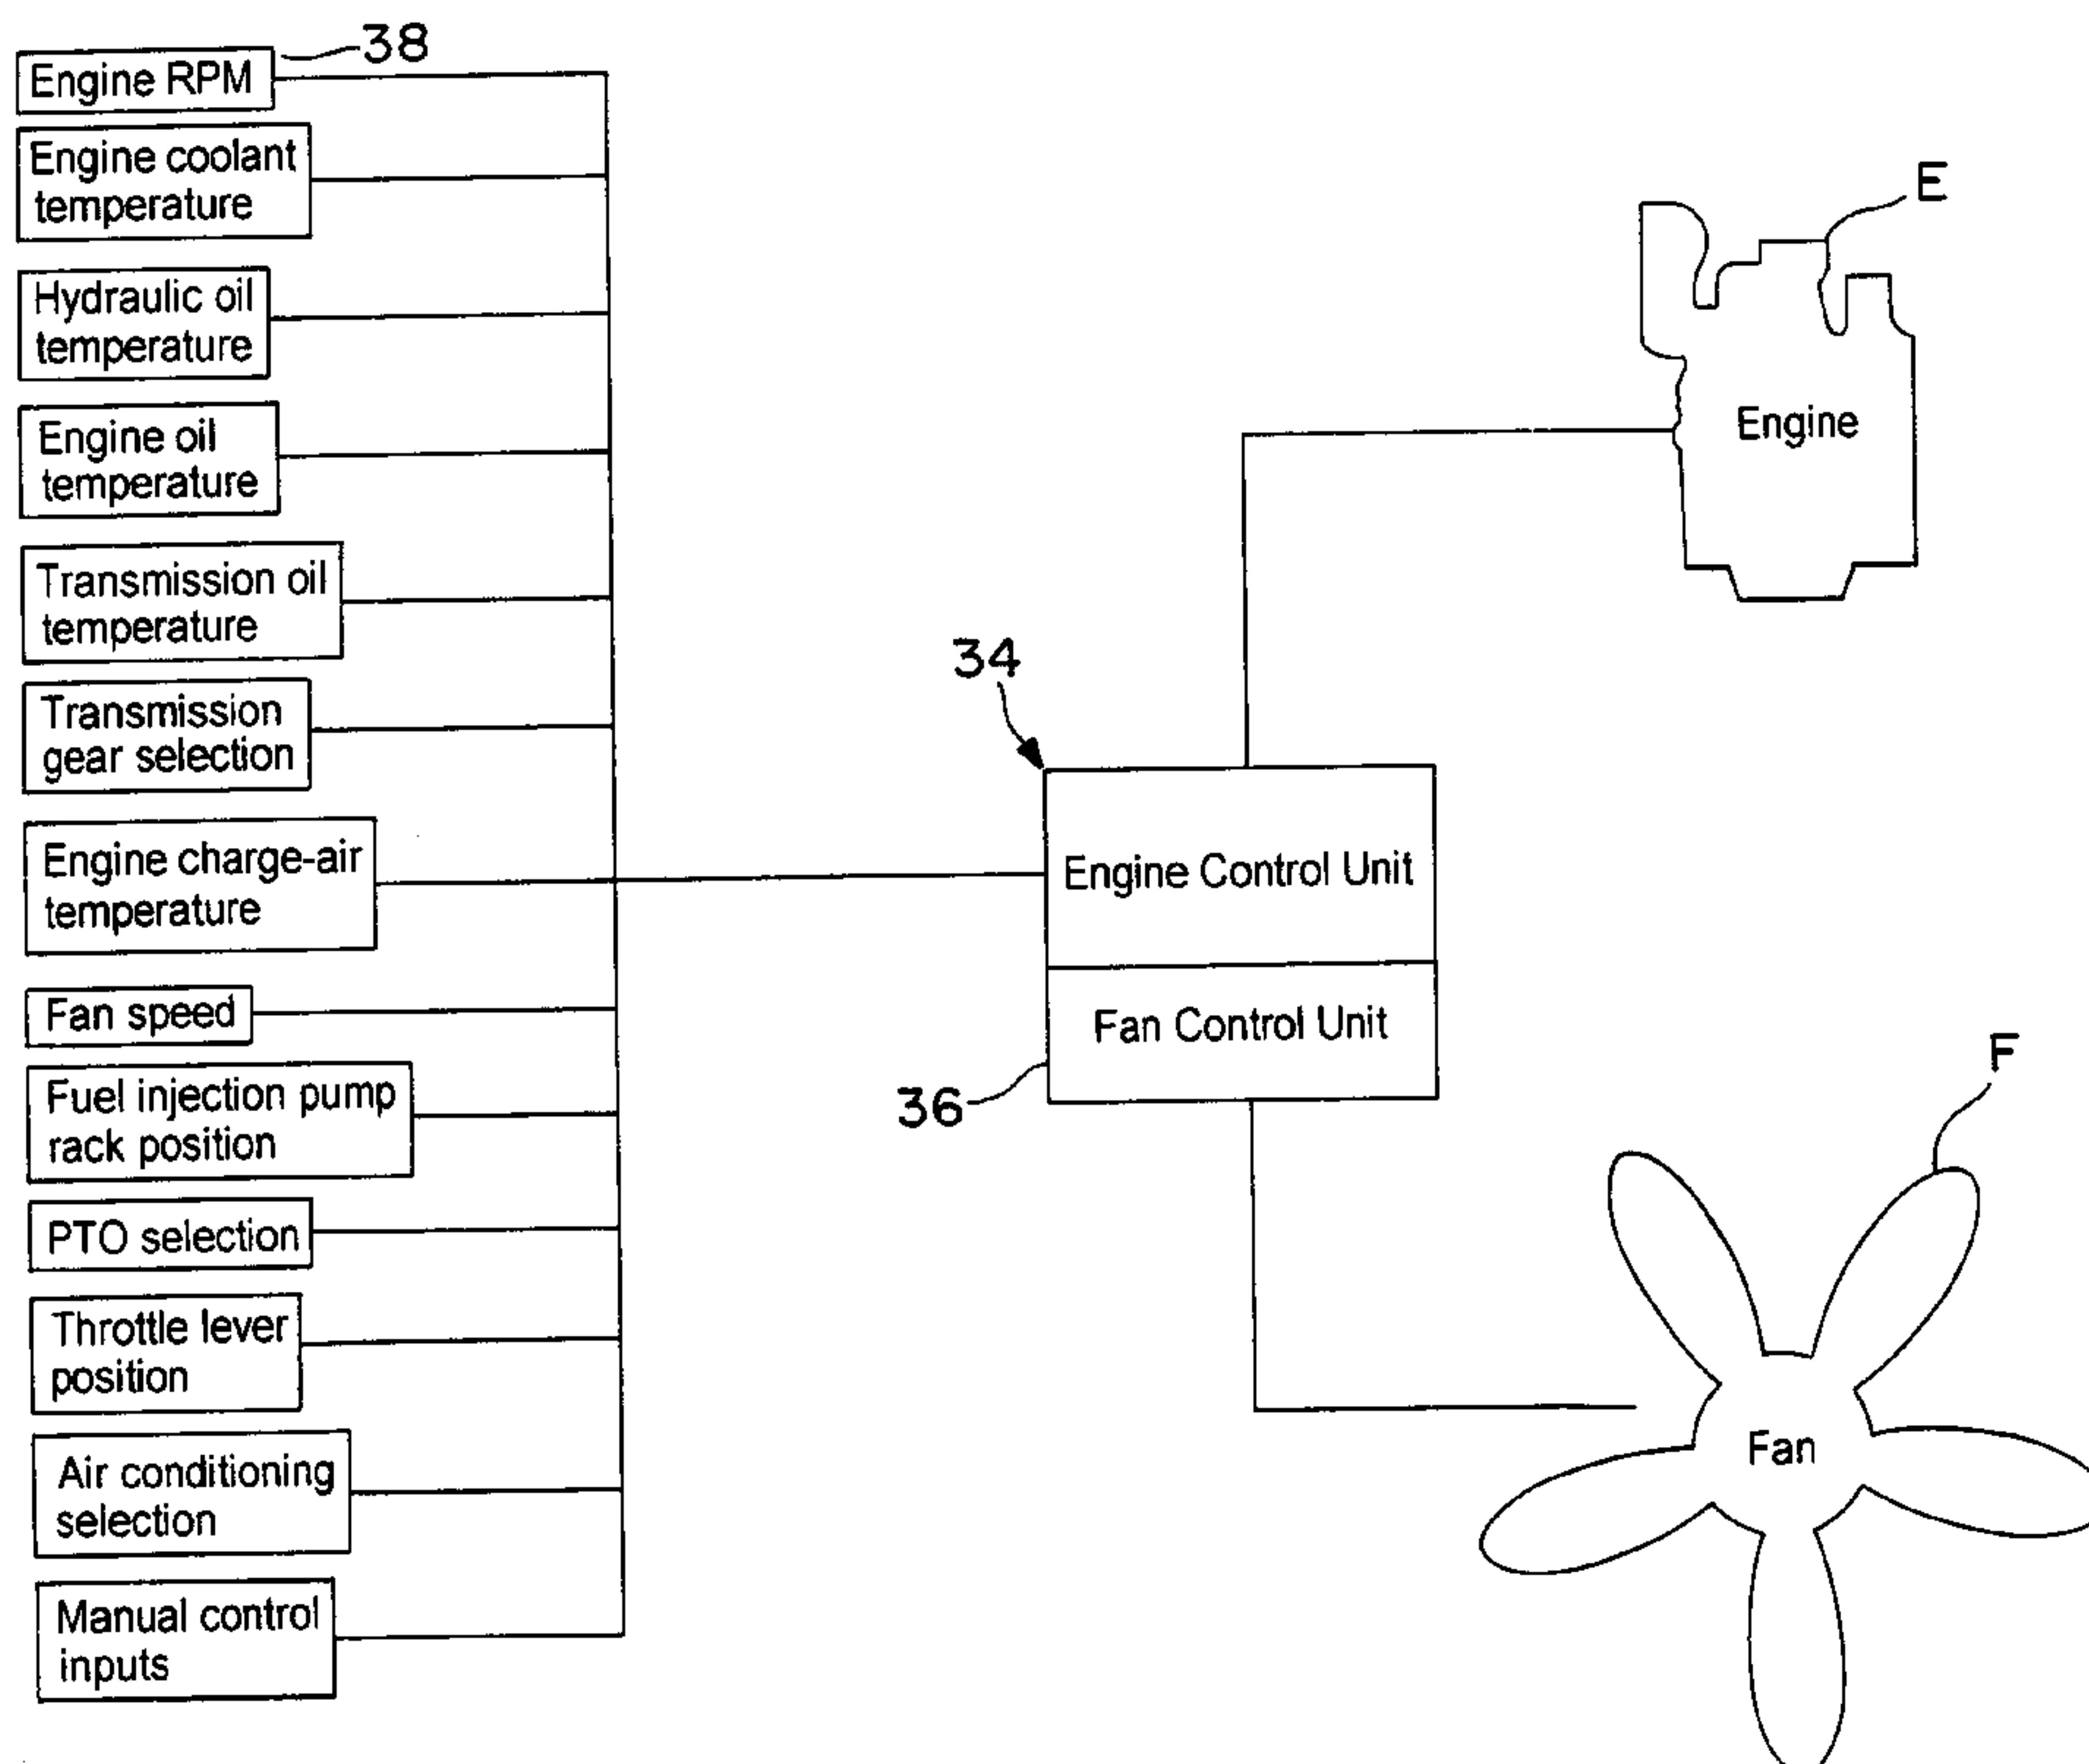 38
Engine RPM
Engine coolant
temperature
Hydraulic oil
temperature
Engine oil
temperature
Transmission oil
temperature
Transmission
gear selection
Engine charge-air
temperature
Fan speed
Fuel injection pump
rack position
PTO selection
Throttle lever
position
Air conditioning
selection
Manual control
inputs
34
Engine Control Unit
Fan Control Unit
36
E
Engine
F
Fan